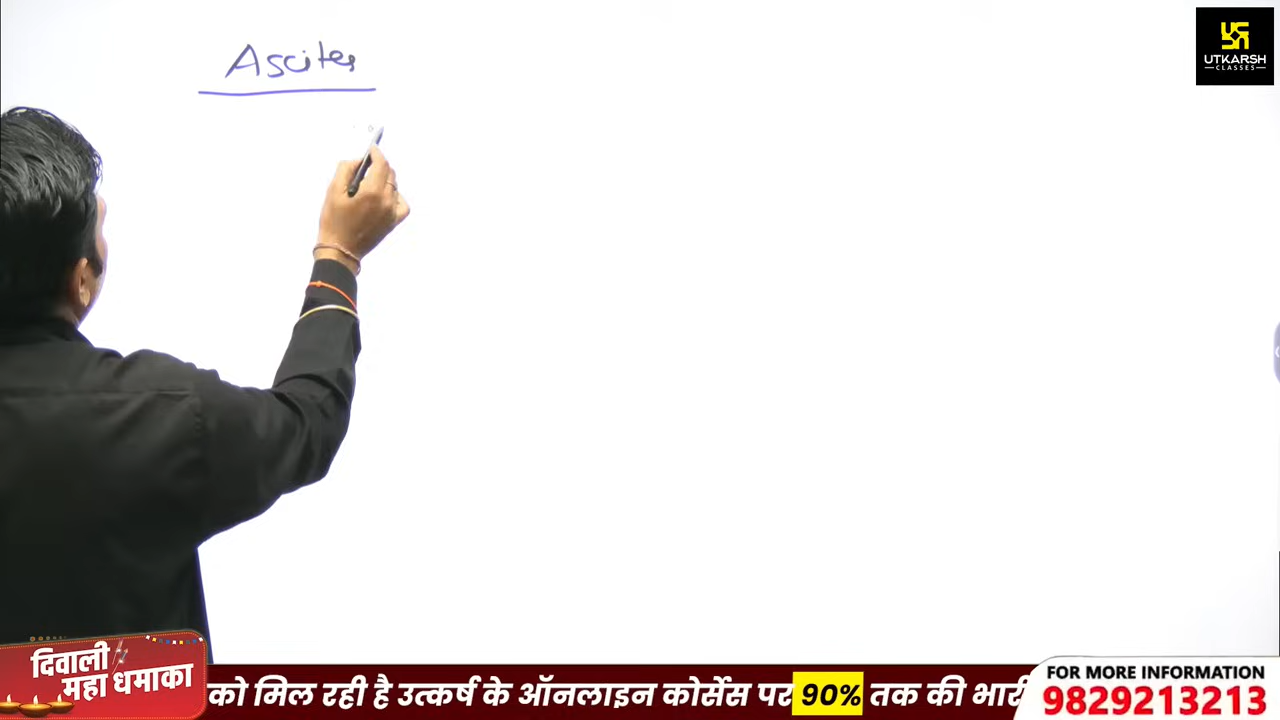 Ascites
UTKARSH
CLASSES
दिवाली
महा धमाका
को मिल रही है उत्कर्ष के ऑनलाइन कोर्सेस पर 90% तक की भारी
FOR MORE INFORMATION
9829213213